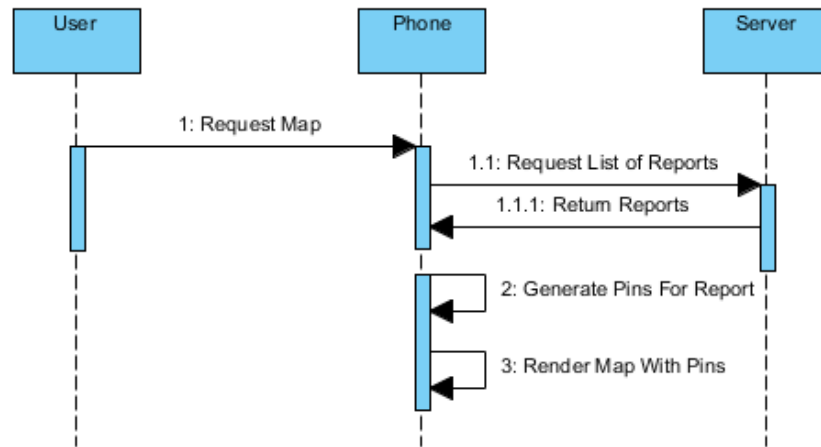 User
Phone
Server
1: Request Map
1.1: Request List of Reports
1.1.1: Return Reports
2: Generate Pins For Report
3: Render Map With Pins